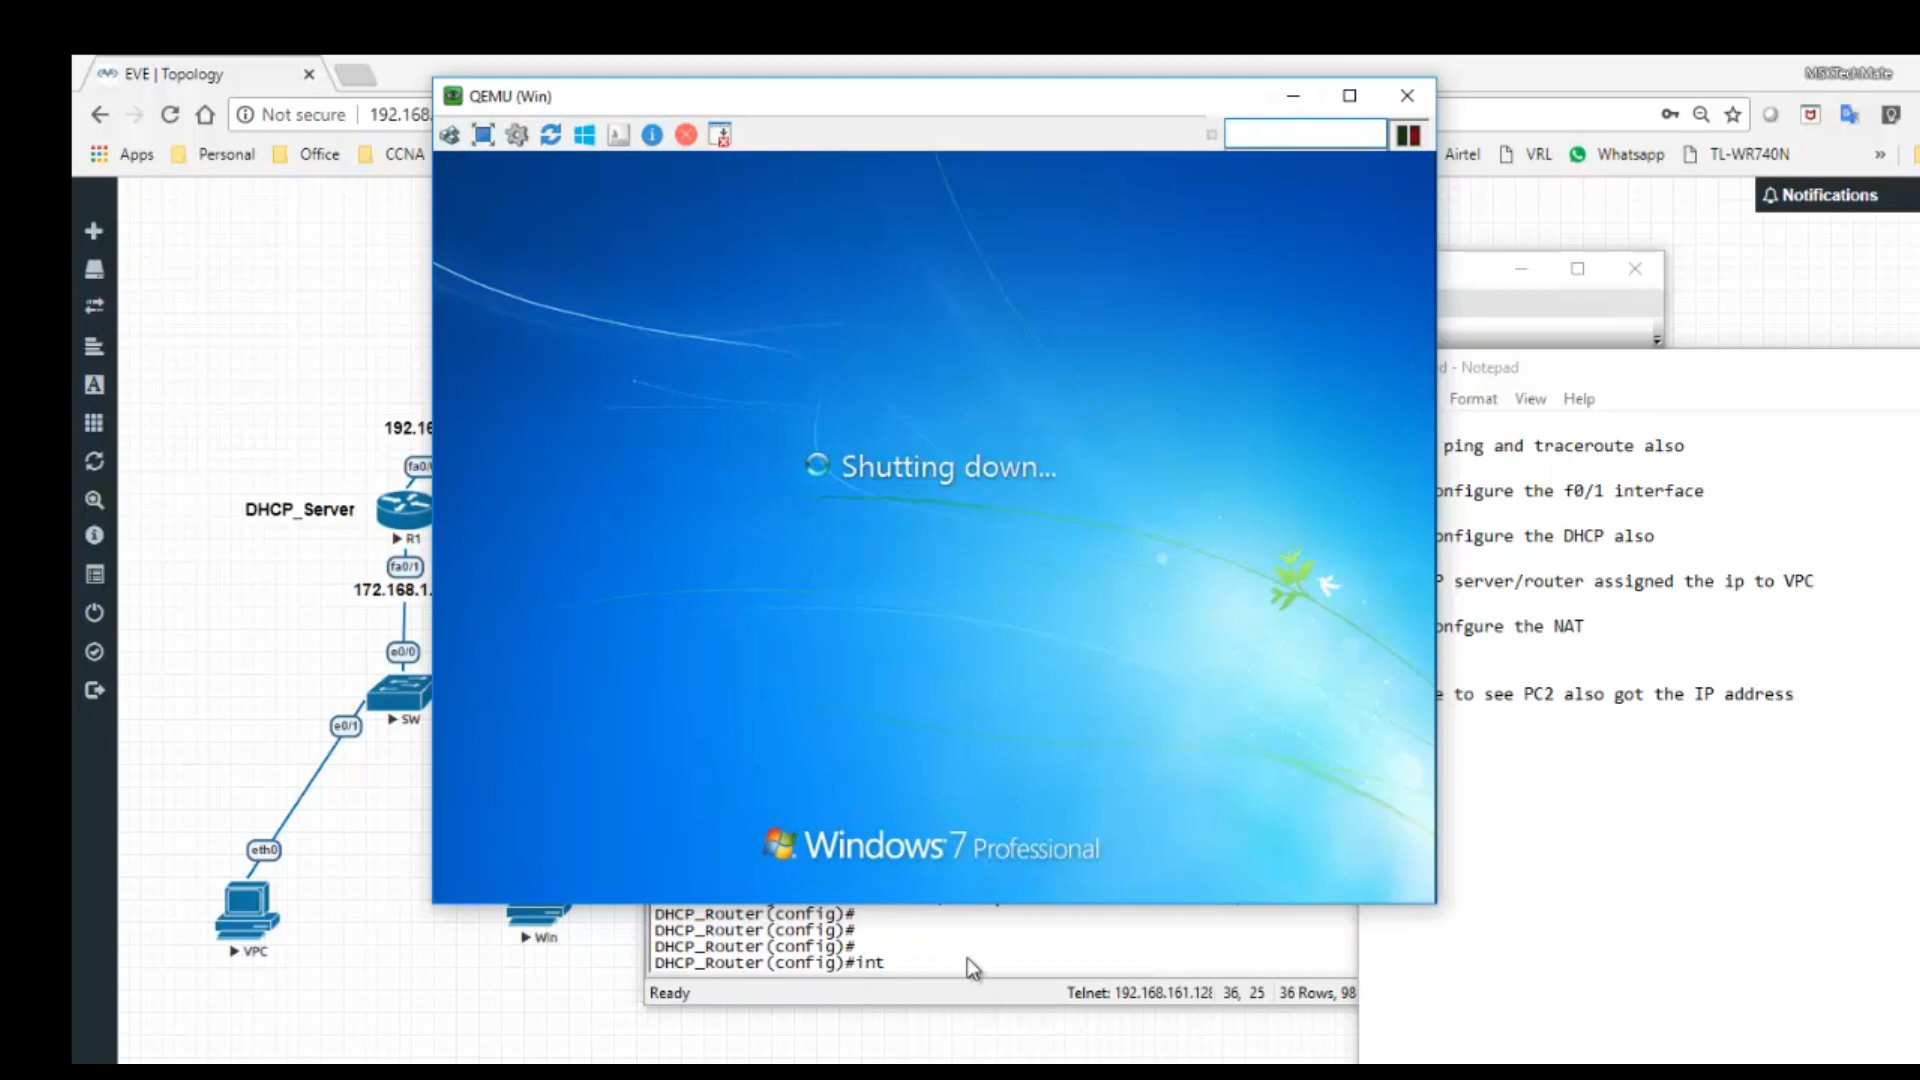 EVE | Topology
MSKTechMate
QEMU (Win)
Not secure | 192.168.
Apps
Personal
Office
CCNA
Airtel
VRL
Whatsapp
TL-WR740N
»
Notifications
d - Notepad
Format View Help
192.16
fa0/
DHCP_Server
R1
fa0/1
172.168.1.
e0/0
SW
e0/1
eth0
VPC
Win
Shutting down...
Windows 7 Professional
ping and traceroute also
onfigure the f0/1 interface
onfigure the DHCP also
P server/router assigned the ip to VPC
onfgure the NAT
e to see PC2 also got the IP address
DHCP_Router(config)#
DHCP_Router(config)#
DHCP_Router(config)#
DHCP_Router(config)#int
Ready
Telnet: 192.168.161.128 36, 25 36 Rows, 98